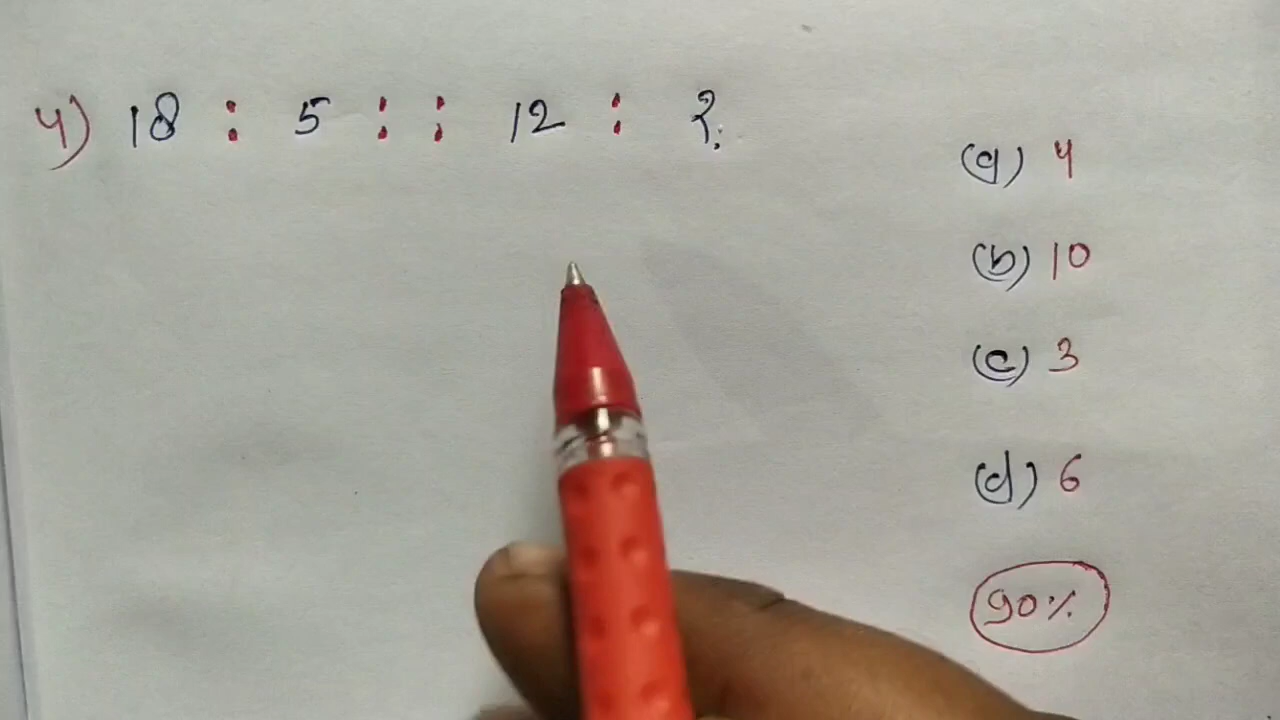 4) 18 : 5 : : 12 : ?
(a) 4
(b) 10
(c) 3
(d) 6
90%